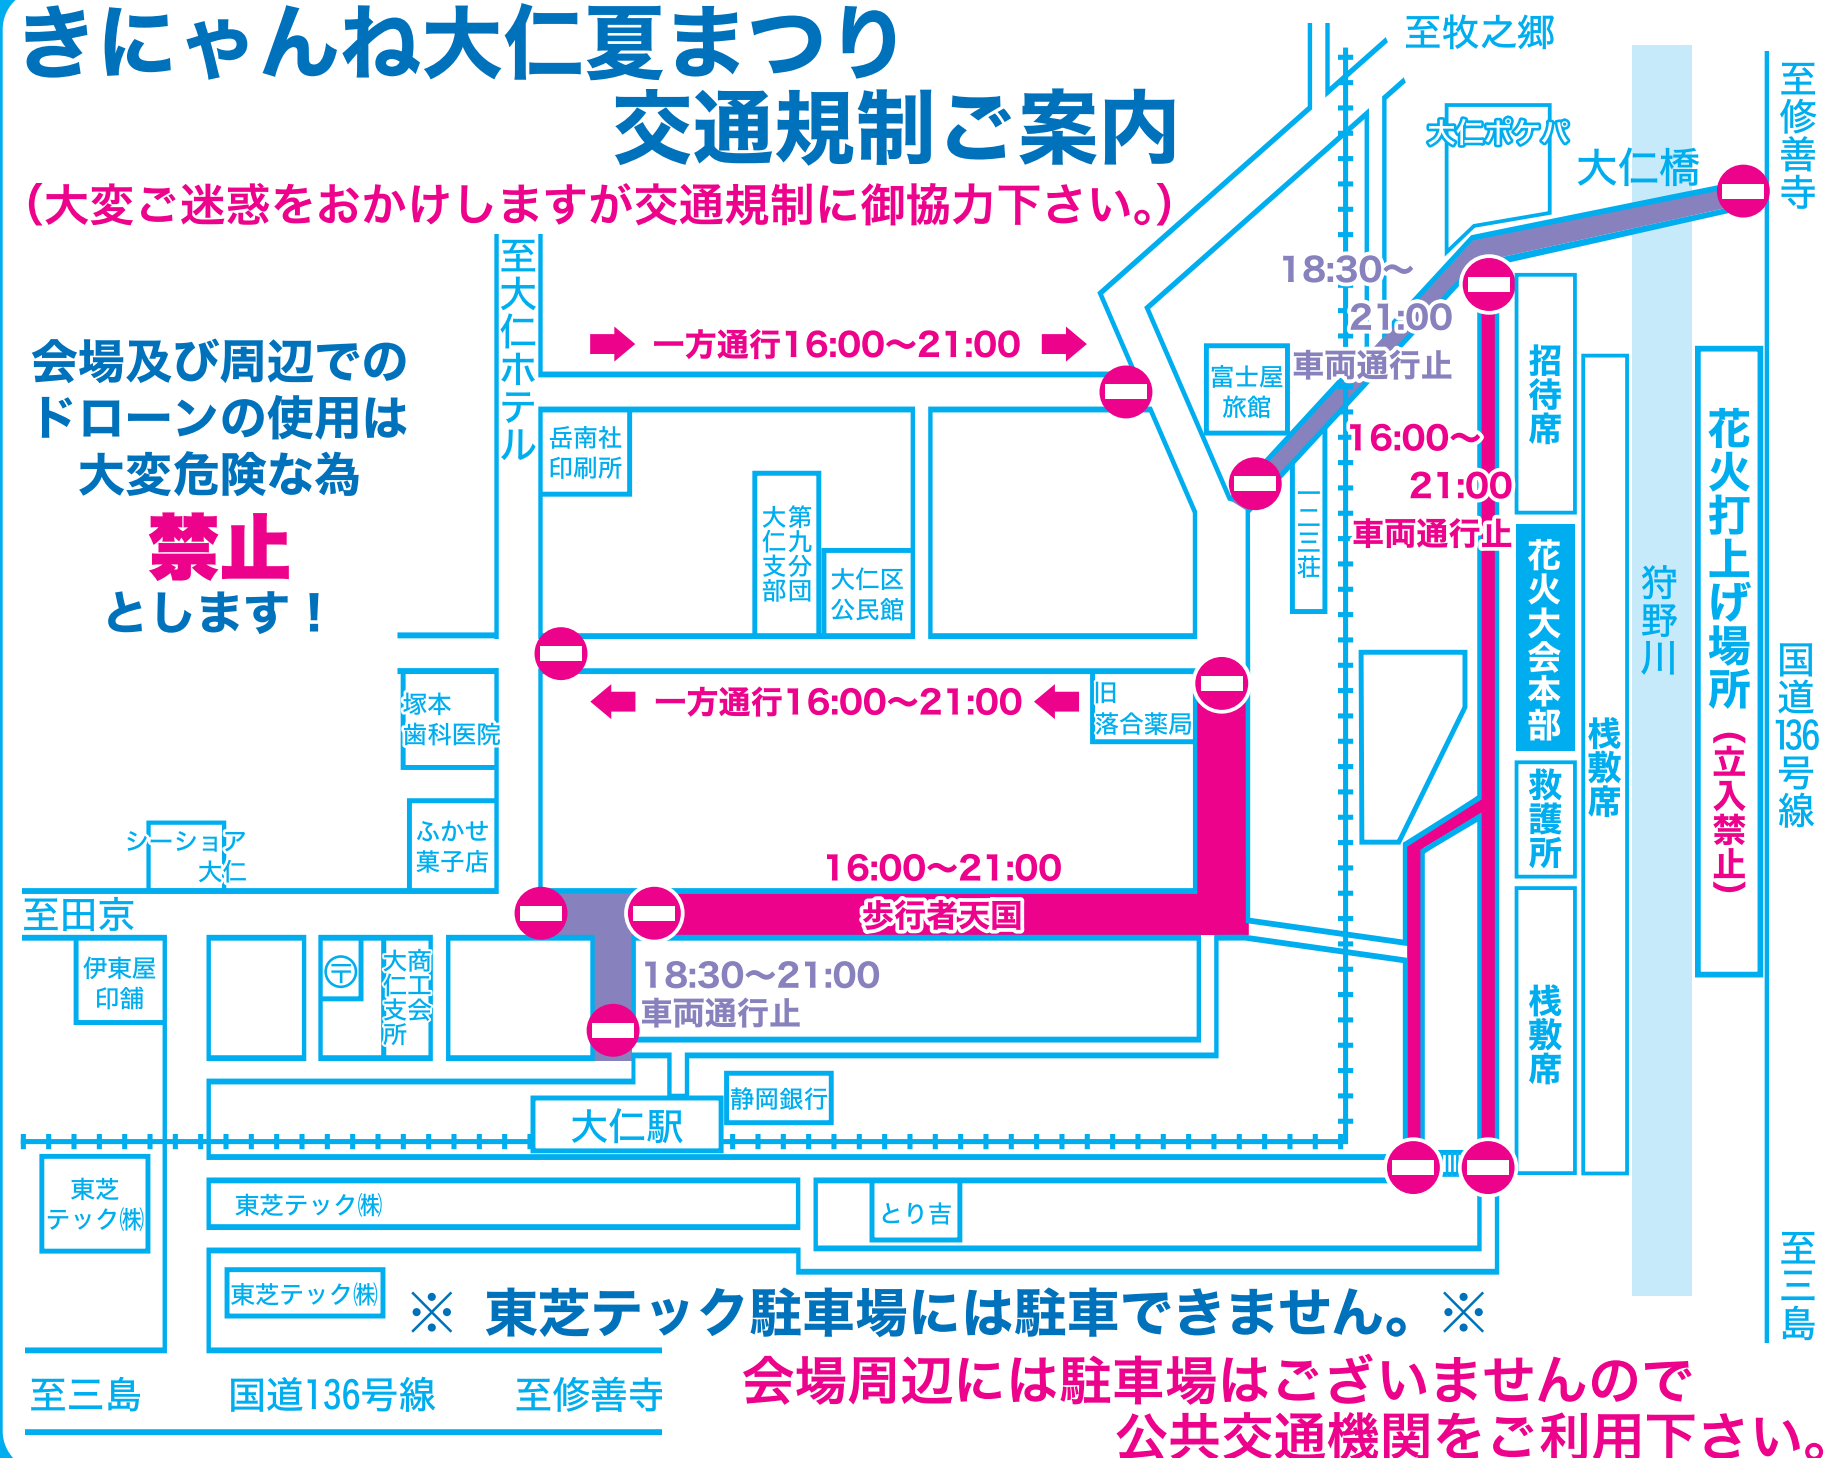 きにゃんね大仁夏まつり
交通規制ご案内
（大変ご迷惑をおかけしますが交通規制に御協力下さい。）
至牧之郷
至修善寺
大仁ポケパ
大仁橋
至大仁ホテル
18:30〜
21:00
車両通行止
一方通行16:00〜21:00
会場及び周辺での
ドローンの使用は
大変危険な為
禁止
とします！
富士屋
旅館
招待席
16:00〜
21:00
車両通行止
岳南社
印刷所
第九分団
大仁支部
大仁区
公民館
一二三荘
花火大会本部
花火打上げ場所
（立入禁止）
狩野川
国道136号線
桟敷席
救護所
桟敷席
塚本
歯科医院
一方通行16:00〜21:00
旧
落合薬局
シーショア
大仁
ふかせ
菓子店
16:00〜21:00
歩行者天国
至田京
伊東屋
印舗
〒
商工会
大仁支所
18:30〜21:00
車両通行止
静岡銀行
大仁駅
東芝
テック㈱
東芝テック㈱
とり吉
東芝テック㈱
至三島
※ 東芝テック駐車場には駐車できません。※
会場周辺には駐車場はございませんので
公共交通機関をご利用下さい。
至三島
国道136号線
至修善寺